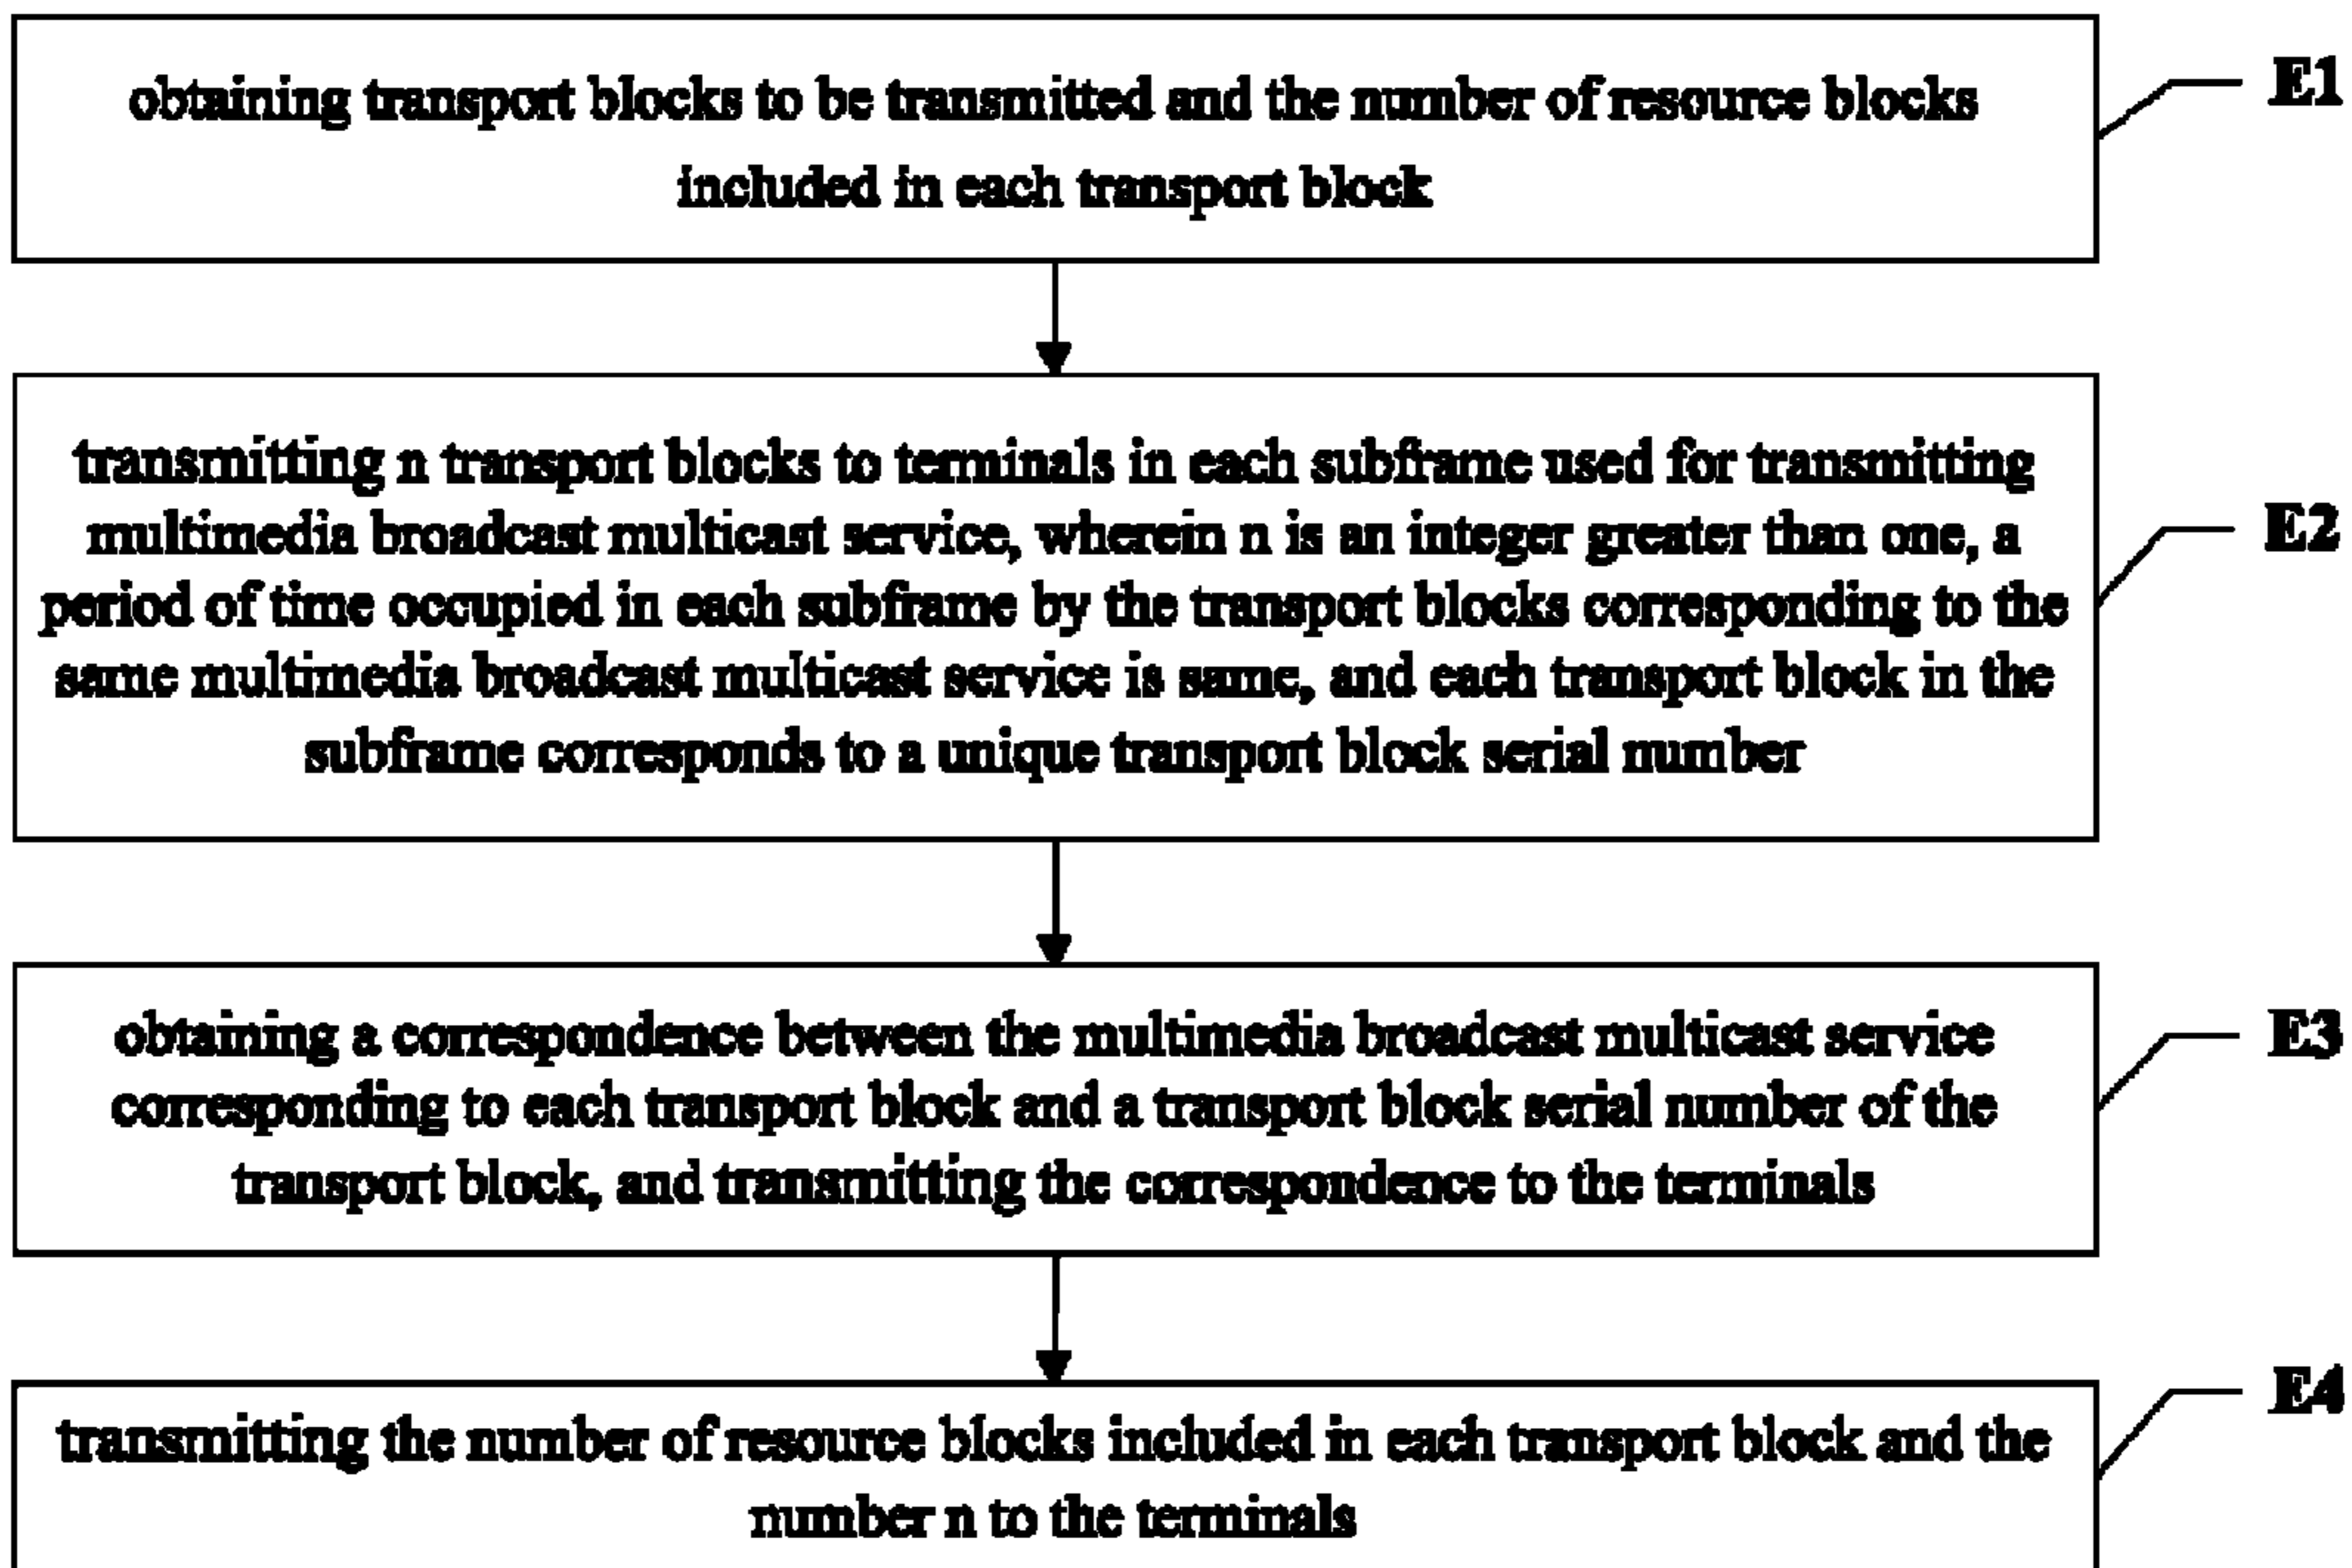 obtaining transport blocks to be transmitted and the number of resource blocks
included in each transport block
E1
transmitting n transport blocks to terminals in each subframe used for transmitting
multimedia broadcast multicast service, wherein n is an integer greater than one, a
period of time occupied in each subframe by the transport blocks corresponding to the
same multimedia broadcast multicast service is same, and each transport block in the
subframe corresponds to a unique transport block serial number
E2
obtaining a correspondence between the multimedia broadcast multicast service
corresponding to each transport block and a transport block serial number of the
transport block, and transmitting the correspondence to the terminals
E3
transmitting the number of resource blocks included in each transport block and the
number n to the terminals
E4